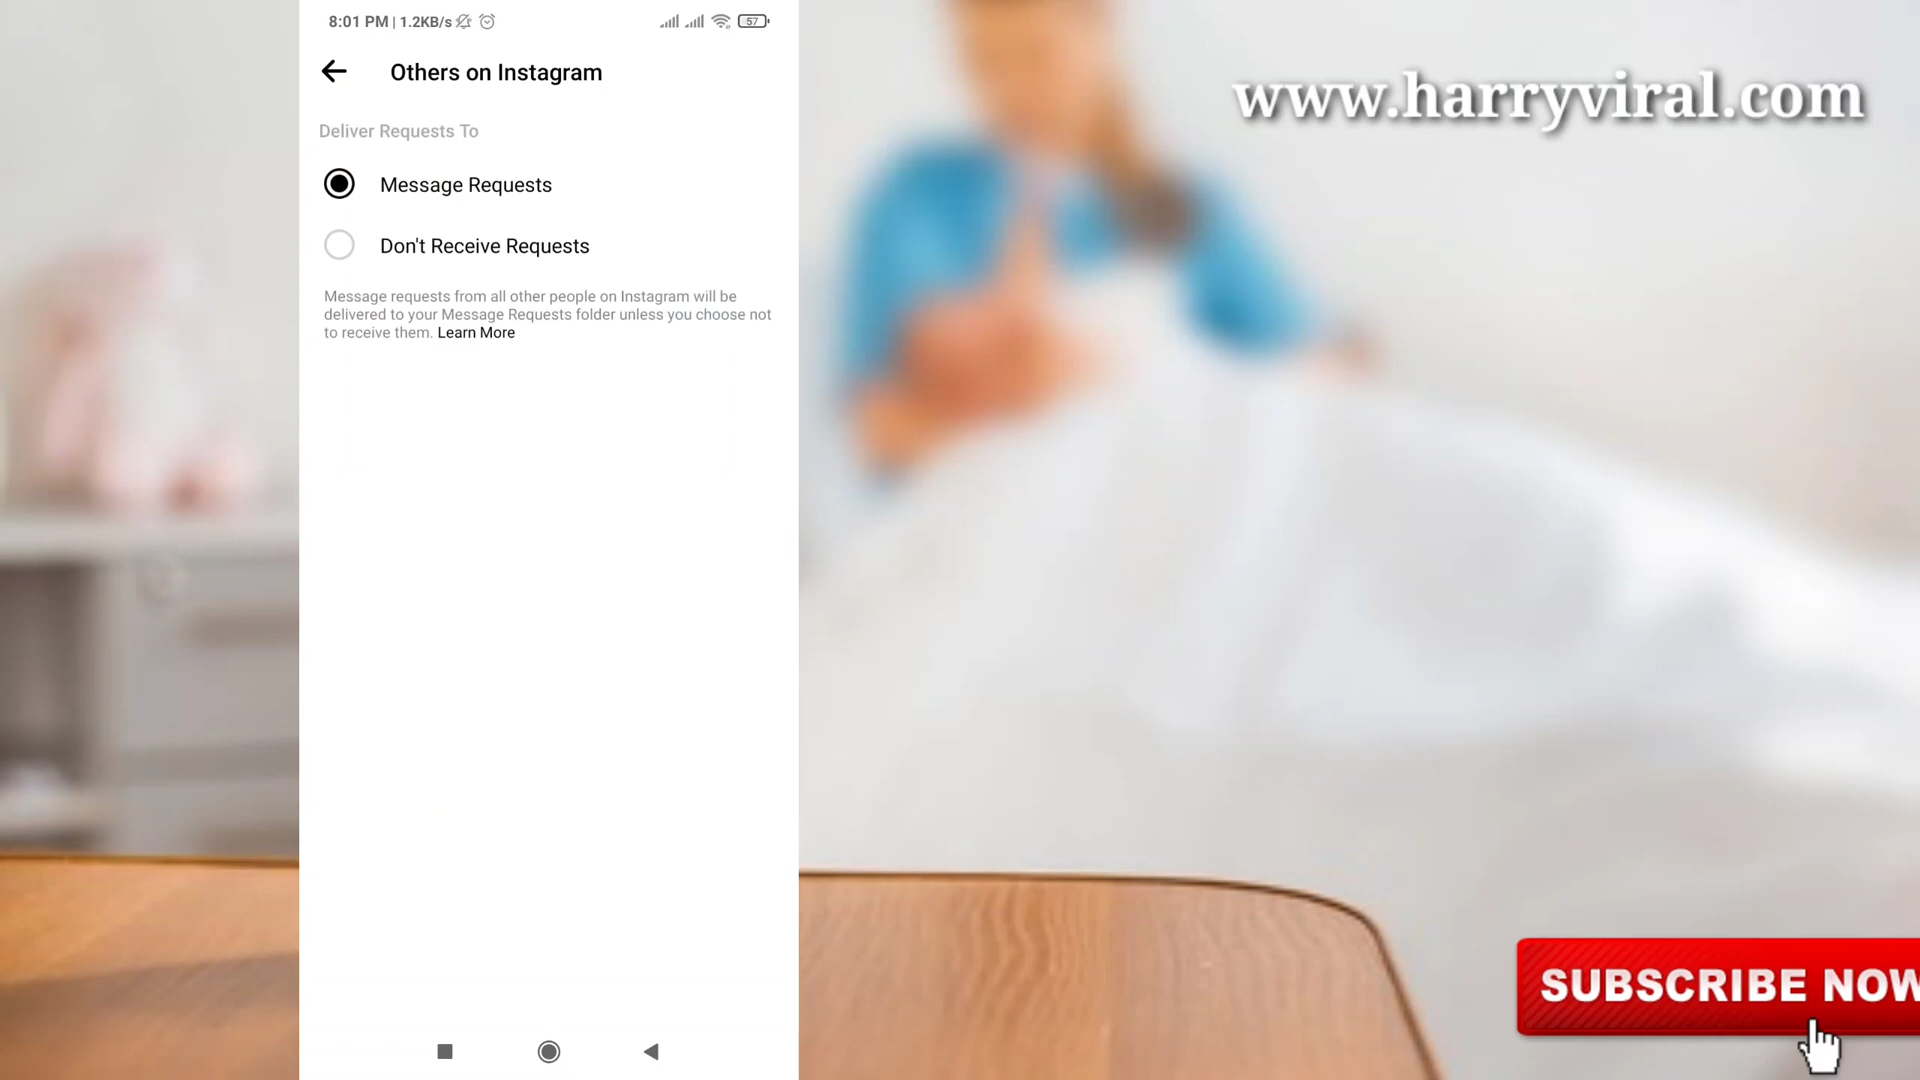 8:01 PM | 1.2KB/s
57
Others on Instagram
www.harryviral.com
Deliver Requests To
Message Requests
Don't Receive Requests
Message requests from all other people on Instagram will be
delivered to your Message Requests folder unless you choose not
to receive them. Learn More
SUBSCRIBE NOW